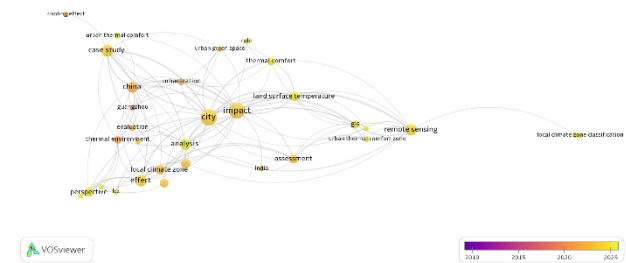 cooling effect
urban thermal comfort
role
case study
urban green space
thermal comfort
urbanization
china
land surface temperature
guangzhou
impact
city
gis
evaluation
remote sensing
local climate zone classification
thermal environment
urban thermal comfort zone
analysis
assessment
local climate zone
india
effect
perspective
VOSviewer
2010 2015 2020 2025